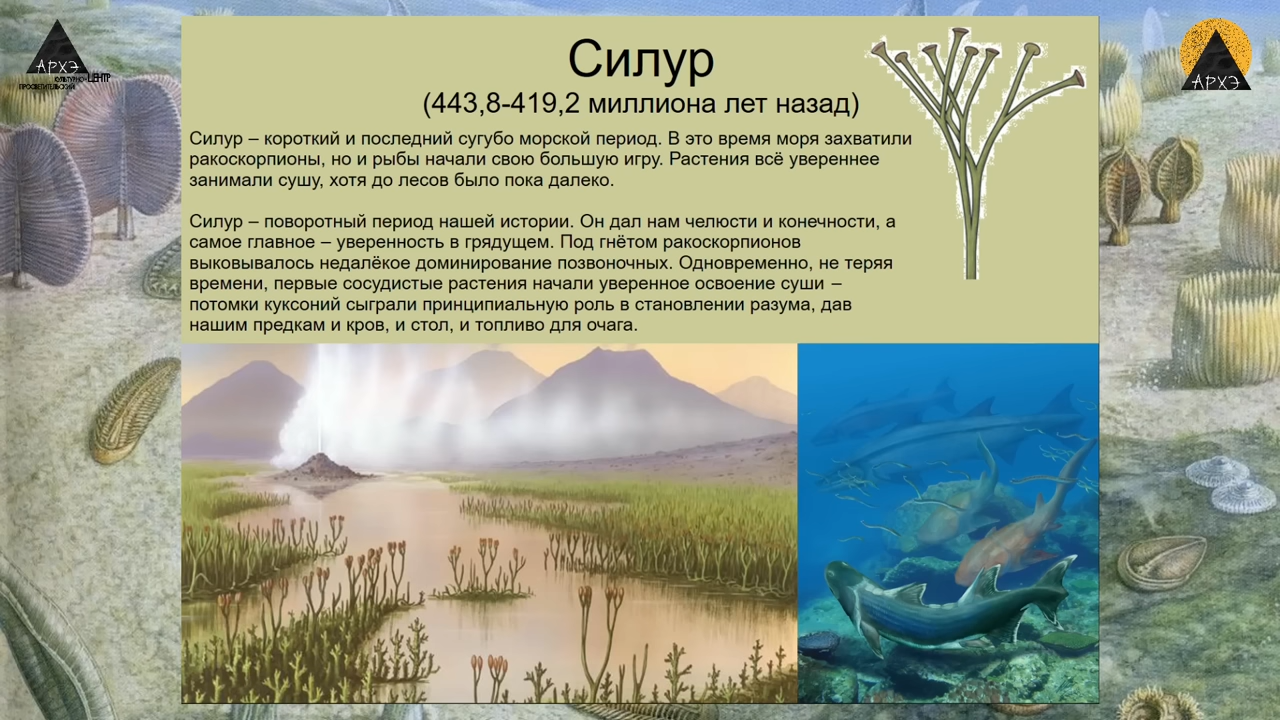 Силур
(443,8-419,2 миллиона лет назад)
Силур – короткий и последний сугубо морской период. В это время моря захватили
ракоскорпионы, но и рыбы начали свою большую игру. Растения всё увереннее
занимали сушу, хотя до лесов было пока далеко.
Силур – поворотный период нашей истории. Он дал нам челюсти и конечности, а
самое главное – уверенность в грядущем. Под гнётом ракоскорпионов
выковывалось недалёкое доминирование позвоночных. Одновременно, не теряя
времени, первые сосудистые растения начали уверенное освоение суши –
потомки куксоний сыграли принципиальную роль в становлении разума, дав
нашим предкам и кров, и стол, и топливо для очага.
АРХЭ
КУЛЬТУРНО-
ПРОСВЕТИТЕЛЬСКИЙ
ЦЕНТР
АРХЭ